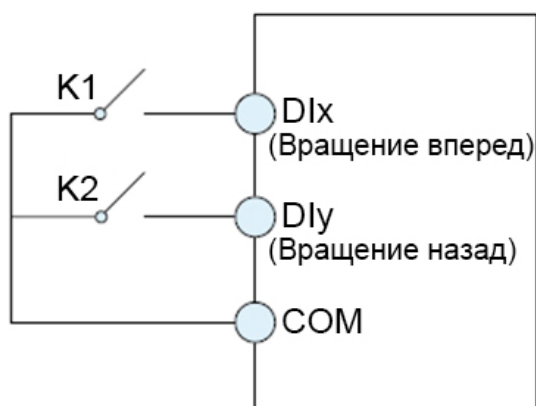 K1
DIx
(Вращение вперед)
K2
DIy
(Вращение назад)
COM